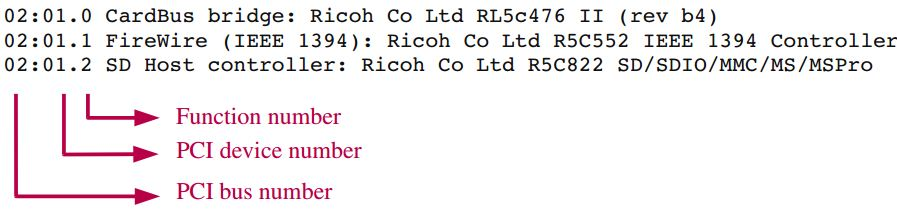 02:01.0 CardBus bridge: Ricoh Co Ltd RL5c476 II (rev b4)
02:01.1 FireWire (IEEE 1394): Ricoh Co Ltd R5C552 IEEE 1394 Controller
02:01.2 SD Host controller: Ricoh Co Ltd R5C822 SD/SDIO/MMC/MS/MSPro
Function number
PCI device number
PCI bus number